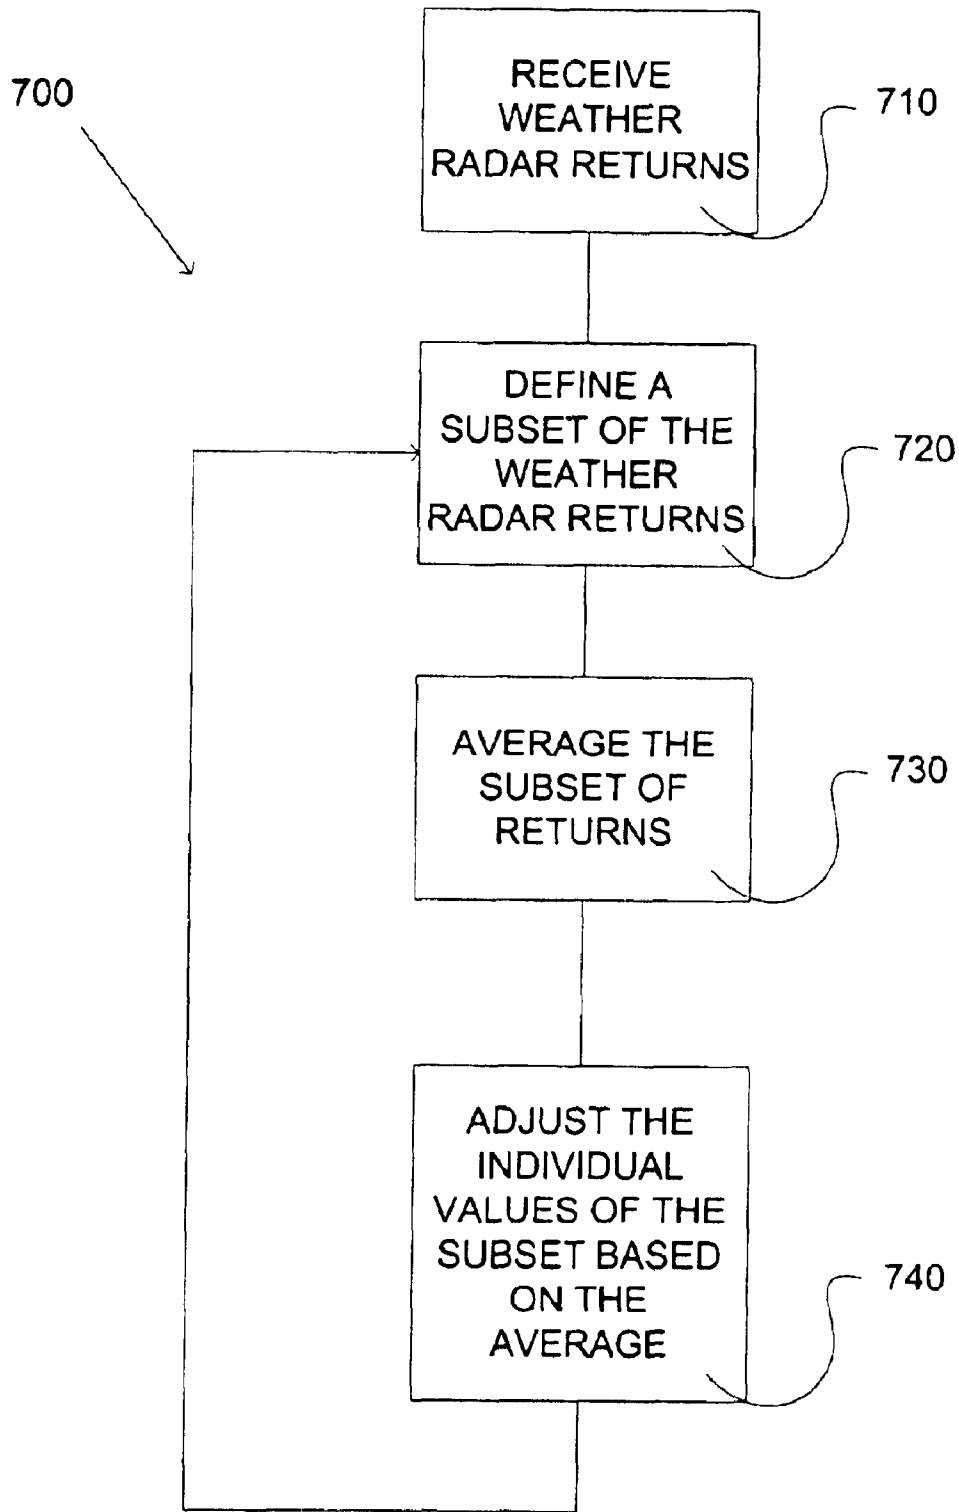 700
RECEIVE
WEATHER
RADAR RETURNS
710
DEFINE A
SUBSET OF THE
WEATHER
RADAR RETURNS
720
AVERAGE THE
SUBSET OF
RETURNS
730
ADJUST THE
INDIVIDUAL
VALUES OF THE
SUBSET BASED
ON THE
AVERAGE
740